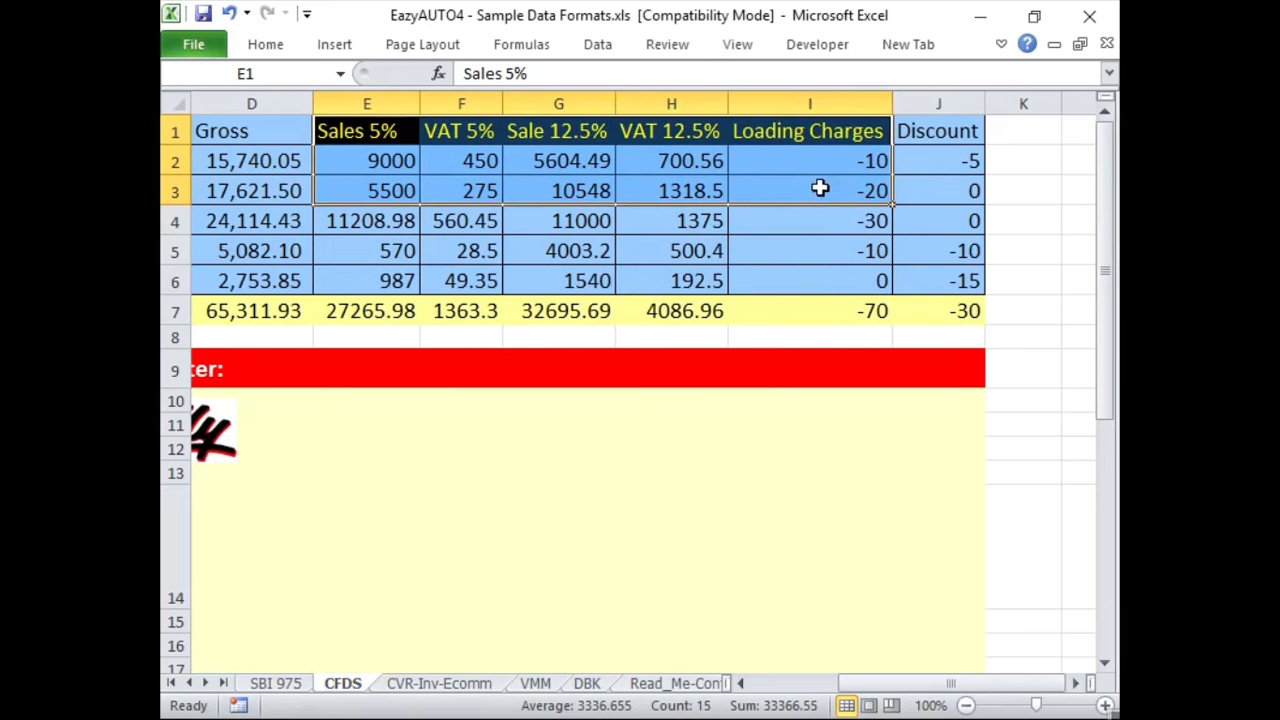 EazyAUTO4 - Sample Data Formats.xls [Compatibility Mode] - Microsoft Excel
File Home Insert Page Layout Formulas Data Review View Developer New Tab
E1 fx Sales 5%
D E F G H I J K
1 Gross Sales 5% VAT 5% Sale 12.5% VAT 12.5% Loading Charges Discount
2 15,740.05 9000 450 5604.49 700.56 -10 -5
3 17,621.50 5500 275 10548 1318.5 -20 0
4 24,114.43 11208.98 560.45 11000 1375 -30 0
5 5,082.10 570 28.5 4003.2 500.4 -10 -10
6 2,753.85 987 49.35 1540 192.5 0 -15
7 65,311.93 27265.98 1363.3 32695.69 4086.96 -70 -30
8
9 ter:
10
11
12
13
14
15
16
17
SBI 975 CFDS CVR-Inv-Ecomm VMM DBK Read_Me-Con
Ready Average: 3336.655 Count: 15 Sum: 33366.55 100%